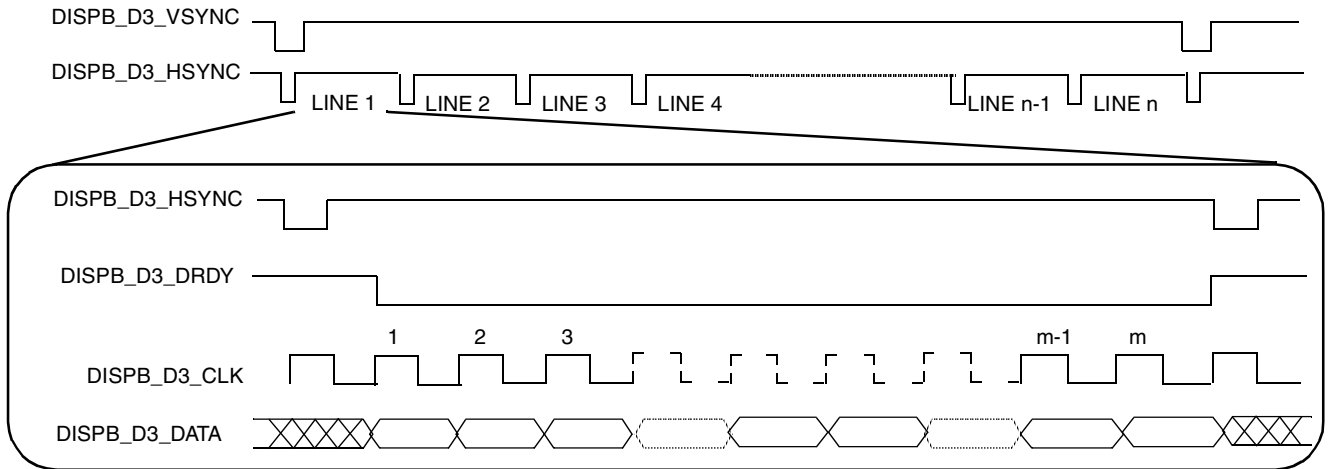 DISPB_D3_VSYNC
DISPB_D3_HSYNC
LINE 1 LINE 2 LINE 3 LINE 4 LINE n-1 LINE n
DISPB_D3_HSYNC
DISPB_D3_DRDY
1 2 3 m-1 m
DISPB_D3_CLK
DISPB_D3_DATA